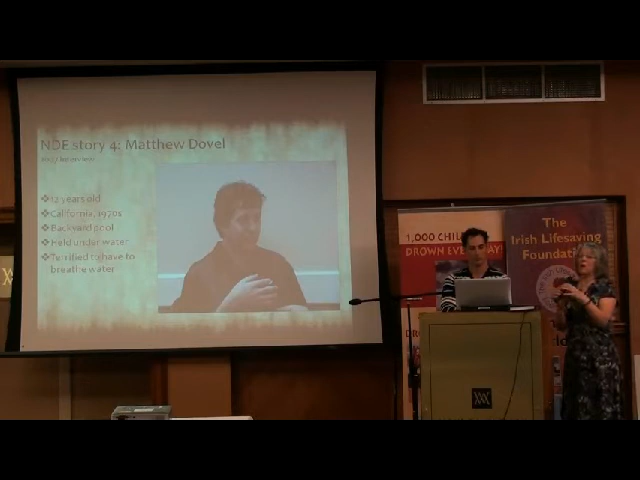 NDE story 4: Matthew Dovel
❖12 years old
❖California, 1970s
❖Backyard pool
❖Held under water
❖Terrified to have to
breathe water
1,000
DROWN EVERY DAY!
The
Irish Lifesaving
Foundation